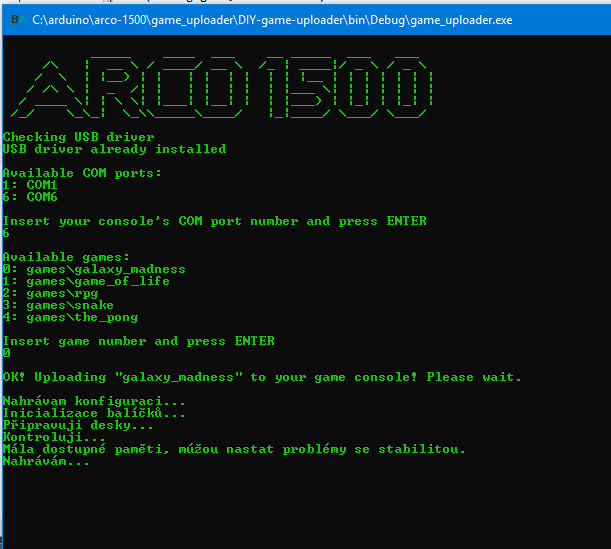 C:\arduino\arco-1500\game_uploader\DIY-game-uploader\bin\Debug\game_uploader.exe
ARCO 1500
Checking USB driver
USB driver already installed
Available COM ports:
1: COM1
6: COM6
Insert your console's COM port number and press ENTER
6
Available games:
0: games\galaxy_madness
1: games\game_of_life
2: games\rpg
3: games\snake
4: games\the_pong
Insert game number and press ENTER
0
OK! Uploading "galaxy_madness" to your game console! Please wait.
Nahrávam konfiguraci...
Inicializace balíčků...
Připravuji desky...
Kontroluji...
Mála dostupné paměti, múžou nastat problémy se stabilitou.
Nahrávám...